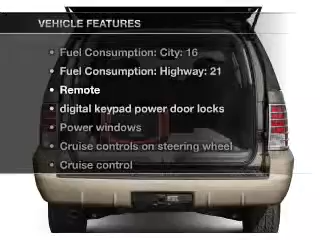 VEHICLE FEATURES
• Fuel Consumption: City: 16
• Fuel Consumption: Highway: 21
• Remote
• digital keypad power door locks
• Power windows
• Cruise controls on steering wheel
• Cruise control